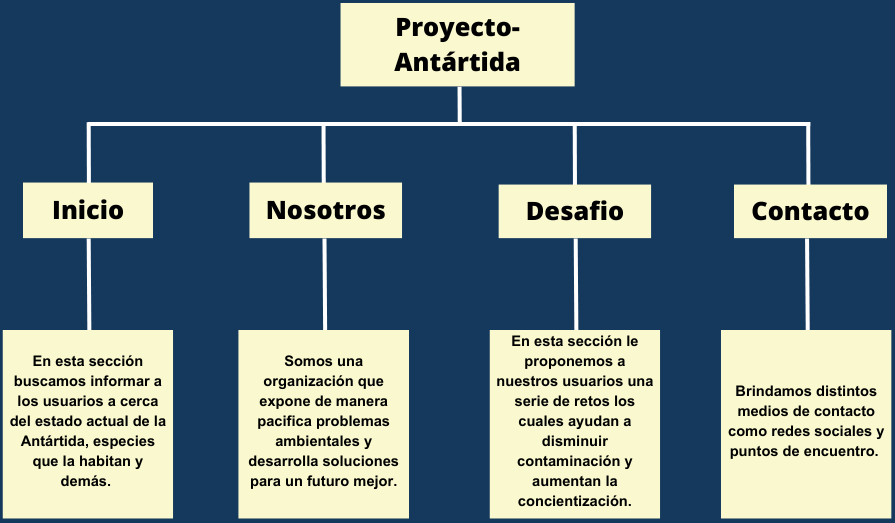 Proyecto-
Antártida
Inicio
Nosotros
Desafio
Contacto
En esta sección
buscamos informar a
los usuarios a cerca
del estado actual de la
Antártida, especies
que la habitan y
demás.
Somos una
organización que
expone de manera
pacifica problemas
ambientales y
desarrolla soluciones
para un futuro mejor.
En esta sección le
proponemos a
nuestros usuarios una
serie de retos los
cuales ayudan a
disminuir
contaminación y
aumentan la
concientización.
Brindamos distintos
medios de contacto
como redes sociales y
puntos de encuentro.